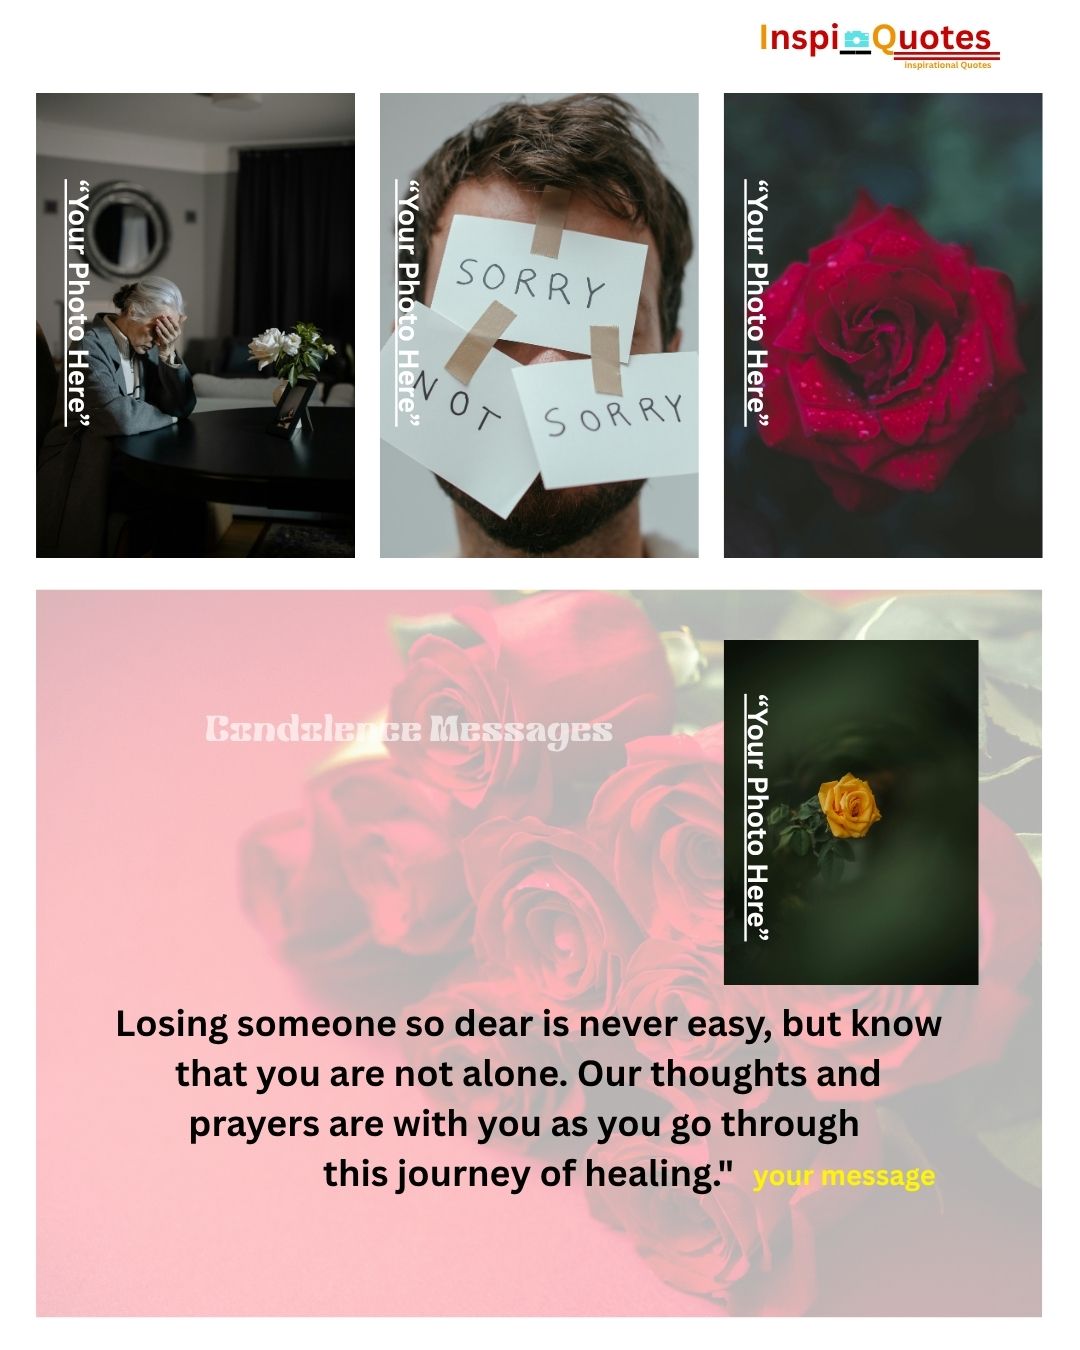 Inspi Quotes
inspirational Quotes
“Your Photo Here”
“Your Photo Here”
SORRY
NOT
SORRY
“Your Photo Here”
Condolence Messages
“Your Photo Here”
Losing someone so dear is never easy, but know
that you are not alone. Our thoughts and
prayers are with you as you go through
this journey of healing." your message